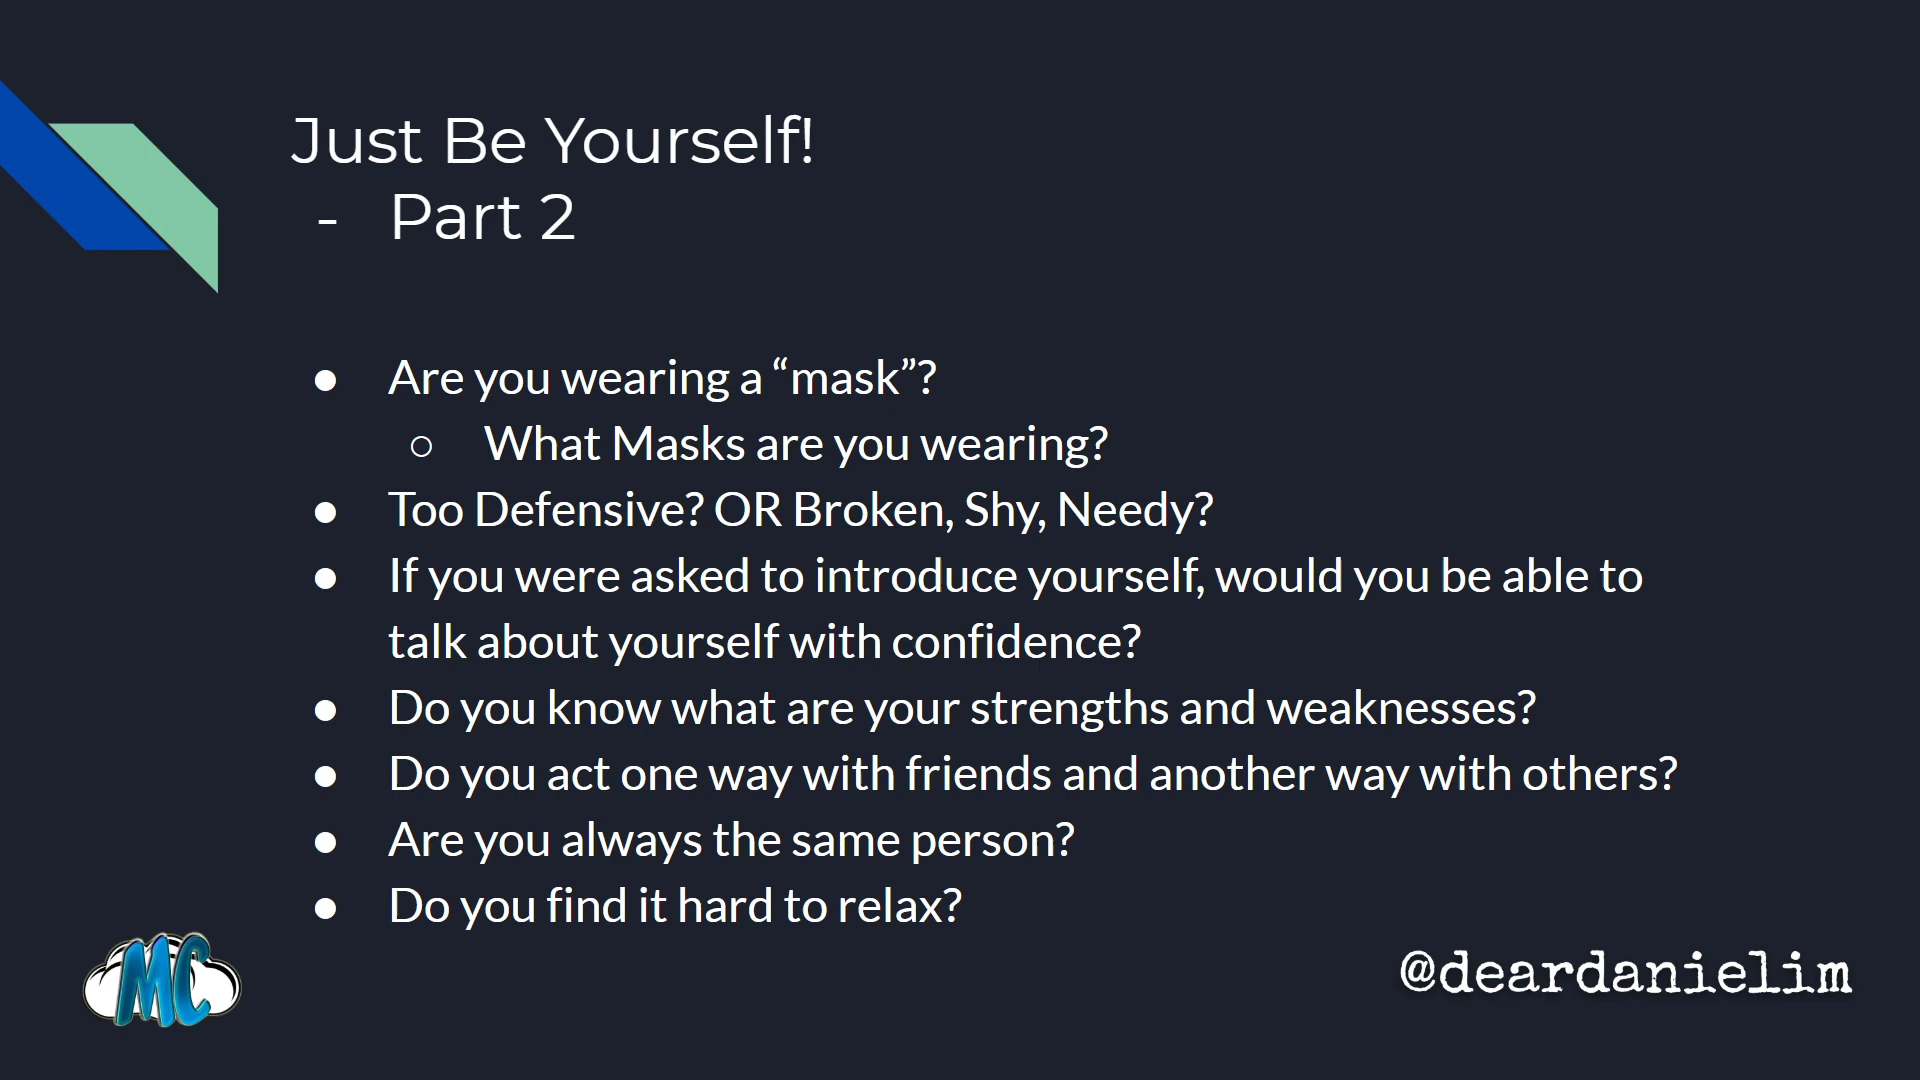 Just Be Yourself!
- Part 2
● Are you wearing a “mask”?
○ What Masks are you wearing?
● Too Defensive? OR Broken, Shy, Needy?
● If you were asked to introduce yourself, would you be able to
talk about yourself with confidence?
● Do you know what are your strengths and weaknesses?
● Do you act one way with friends and another way with others?
● Are you always the same person?
● Do you find it hard to relax?
MC
@deardanielim